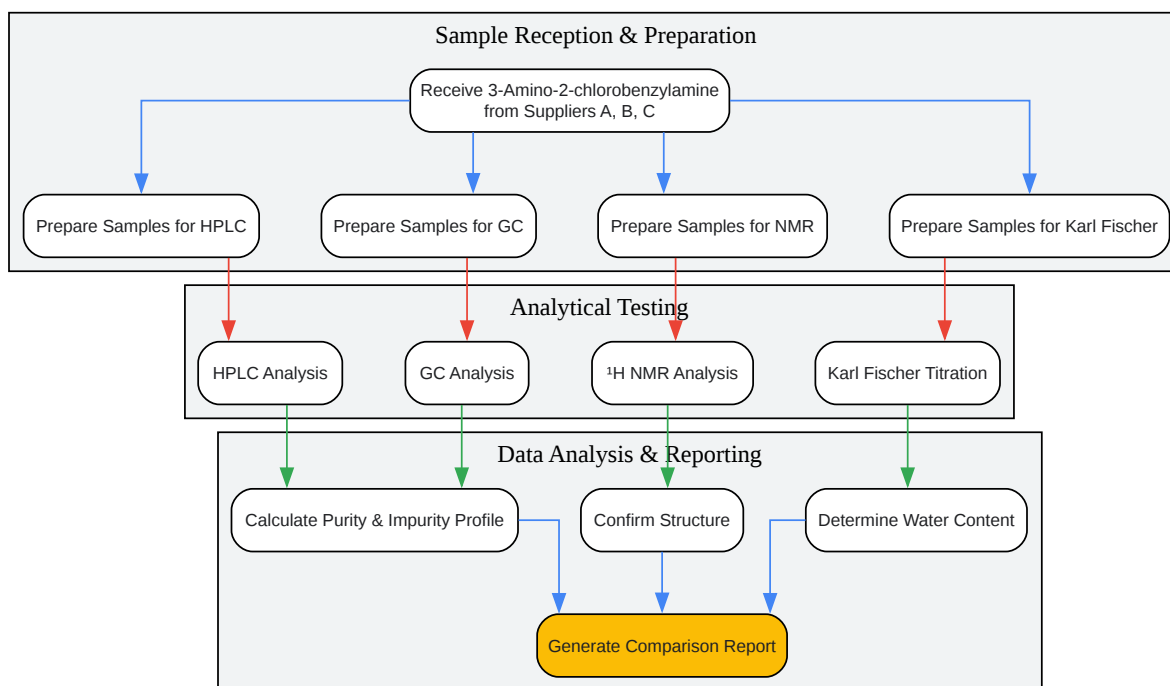 Sample Reception & Preparation
Receive 3-Amino-2-chlorobenzylamine
from Suppliers A, B, C
Prepare Samples for HPLC
Prepare Samples for GC
Prepare Samples for NMR
Prepare Samples for Karl Fischer
Analytical Testing
HPLC Analysis
GC Analysis
¹H NMR Analysis
Karl Fischer Titration
Data Analysis & Reporting
Calculate Purity & Impurity Profile
Confirm Structure
Determine Water Content
Generate Comparison Report